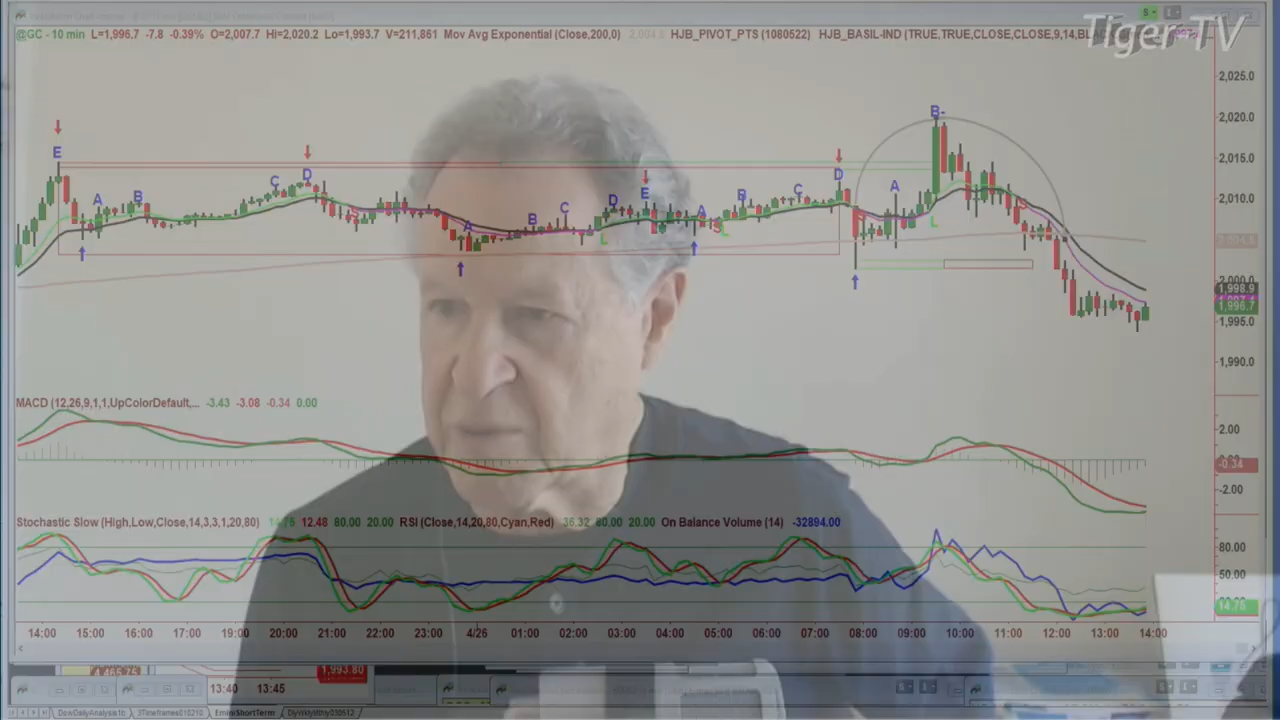 Tiger-TV
@GC - 10 min L=1,996.7 -7.8 -0.39% O=2,007.7 Hi=2,020.2 Lo=1,993.7 V=211,861 Mov Avg Exponential (Close,200,0) HJB_PIVOT_PTS (1080522) HJB_BASIL-IND (TRUE,TRUE,CLOSE,CLOSE,9,14,
2,025.0
B-
2,020.0
E D D 2,015.0
A B C D E A B C A 2,010.0
A B C
L S L S L S
2,000.0
1,998.9
1,996.7
1,995.0
1,990.0
MACD (12,26,9,1,1,UpColorDefault,... -3.43 -3.08 -0.34 0.00
2.00
-0.34
-2.00
Stochastic Slow (High,Low,Close,14,3,3,1,20,80) 14.75 12.48 80.00 20.00 RSI (Close,14,20,80,Cyan,Red) 36.32 80.00 20.00 On Balance Volume (14) -32894.00
80.00
50.00
14.75
14:00 15:00 16:00 17:00 19:00 20:00 21:00 22:00 23:00 4/26 01:00 02:00 03:00 04:00 05:00 06:00 07:00 08:00 09:00 10:00 11:00 12:00 13:00 14:00
4,465.75 1,993.80
13:40 13:45
DowDailyAnalysis16 3Timeframes010210 EminiShortTerm DlyWklyMthly030612